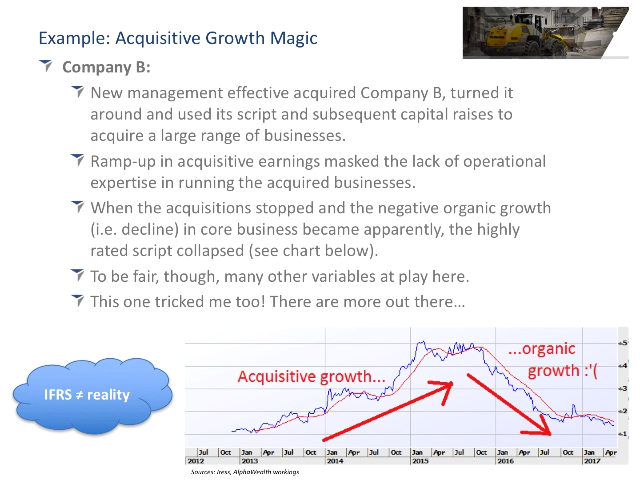 Example: Acquisitive Growth Magic
Company B:
New management effective acquired Company B, turned it
around and used its script and subsequent capital raises to
acquire a large range of businesses.
Ramp-up in acquisitive earnings masked the lack of operational
expertise in running the acquired businesses.
When the acquisitions stopped and the negative organic growth
(i.e. decline) in core business became apparently, the highly
rated script collapsed (see chart below).
To be fair, though, many other variables at play here.
This one tricked me too! There are more out there…
IFRS ≠ reality
Acquisitive growth...
...organic
growth :'(
5
4
3
2
1
Jul Oct Jan Apr Jul Oct Jan Apr Jul Oct Jan Apr Jul Oct Jan Apr Jul Oct Jan Apr
2012 2013 2014 2015 2016 2017
Sources: Iress, AlphaWealth workings